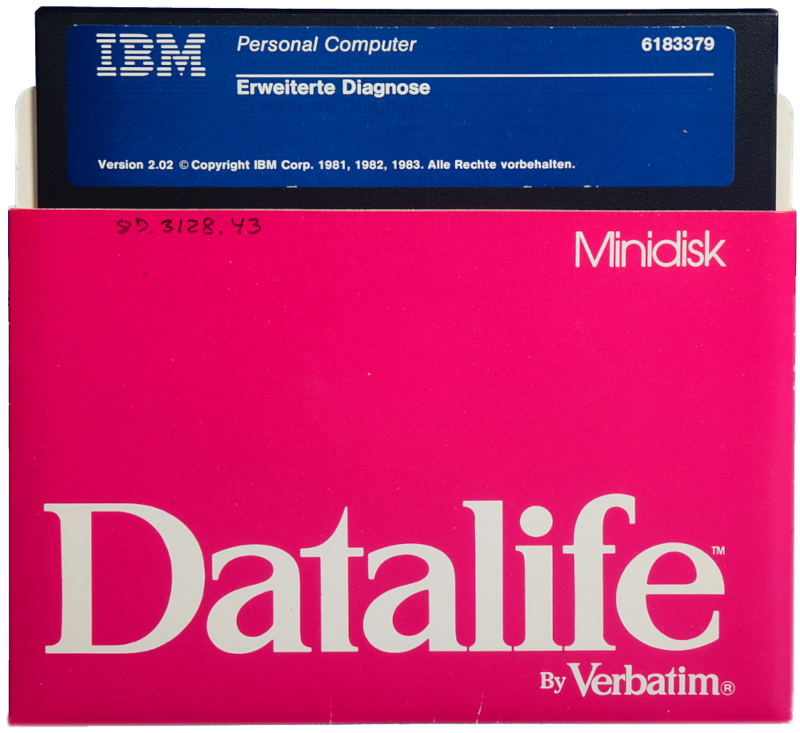 IBM Personal Computer 6183379
Erweiterte Diagnose
Version 2.02 © Copyright IBM Corp. 1981, 1982, 1983. Alle Rechte vorbehalten.
SD.3128.43
Minidisk
Datalife™
By Verbatim®